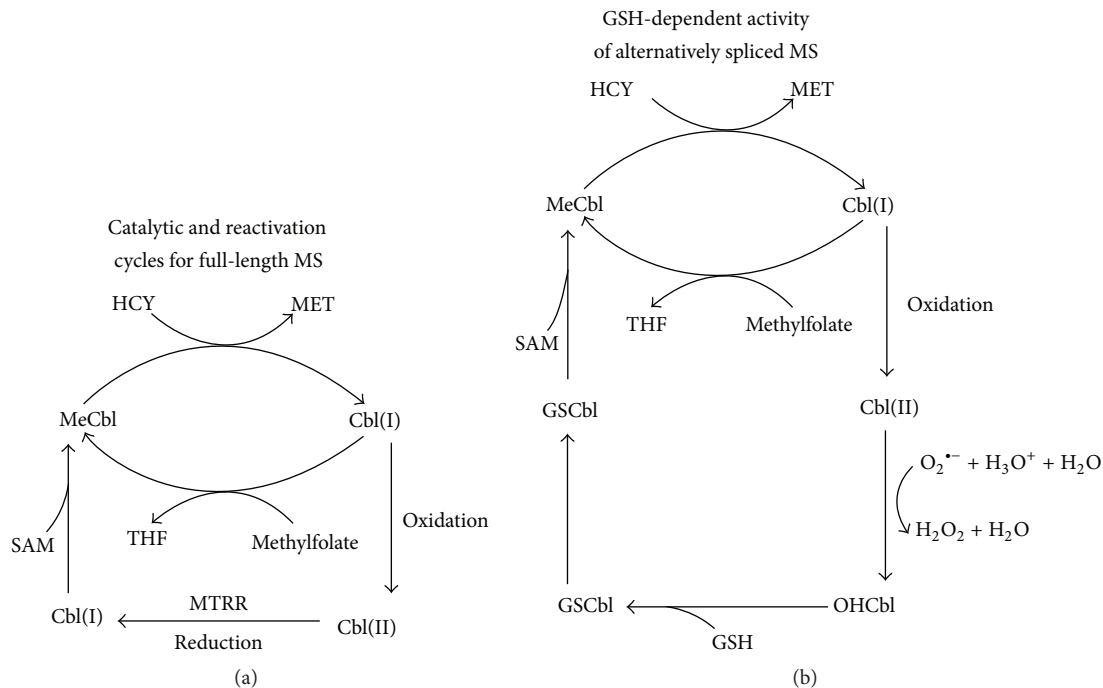 Catalytic and reactivation
cycles for full-length MS
HCY
MET
MeCbl
Cbl(I)
THF
Methylfolate
Oxidation
SAM
Cbl(I)
MTRR
Reduction
Cbl(II)
(a)
GSH-dependent activity
of alternatively spliced MS
HCY
MET
MeCbl
Cbl(I)
THF
Methylfolate
Oxidation
SAM
GSCbl
Cbl(II)
O₂•⁻ + H₃O⁺ + H₂O
H₂O₂ + H₂O
GSCbl
OHCbl
GSH
(b)